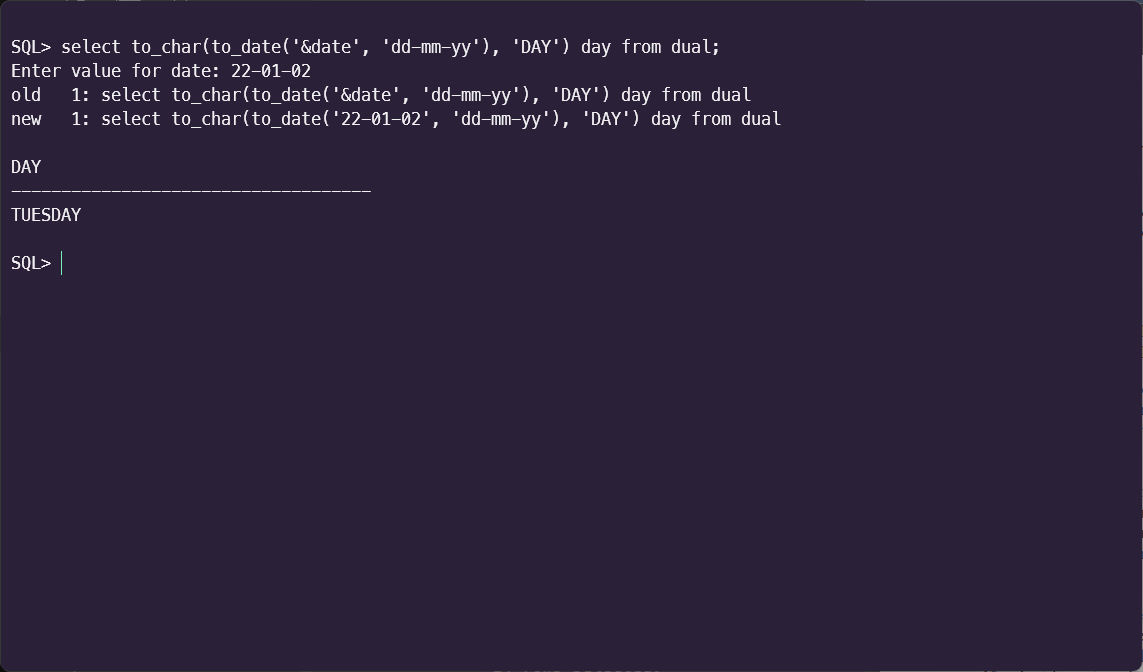 SQL> select to_char(to_date('&date', 'dd-mm-yy'), 'DAY') day from dual;
Enter value for date: 22-01-02
old   1: select to_char(to_date('&date', 'dd-mm-yy'), 'DAY') day from dual
new   1: select to_char(to_date('22-01-02', 'dd-mm-yy'), 'DAY') day from dual
DAY
------------------------------------
TUESDAY
SQL>